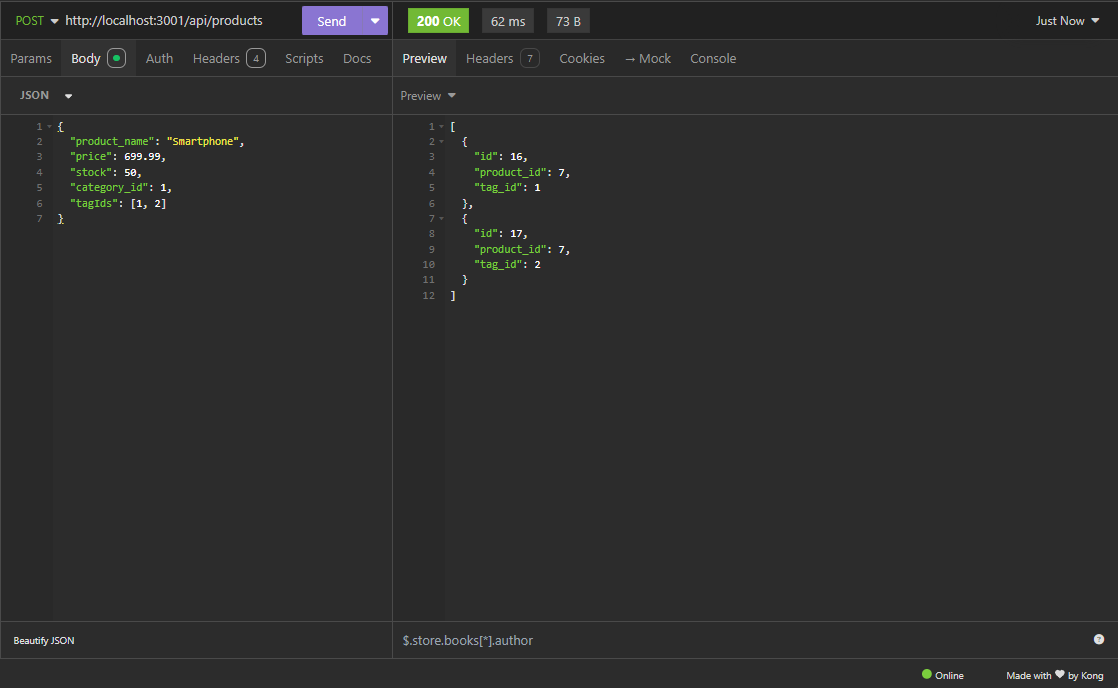 POST http://localhost:3001/api/products Send 200 OK 62 ms 73 B Just Now
Params Body Auth Headers 4 Scripts Docs Preview Headers 7 Cookies → Mock Console
JSON
1 {
2 "product_name": "Smartphone",
3 "price": 699.99,
4 "stock": 50,
5 "category_id": 1,
6 "tagIds": [1, 2]
7 }
Preview
1 [
2 {
3 "id": 16,
4 "product_id": 7,
5 "tag_id": 1
6 },
7 {
8 "id": 17,
9 "product_id": 7,
10 "tag_id": 2
11 }
12 ]
Beautify JSON
$.store.books[*].author ?
Online Made with ♥ by Kong